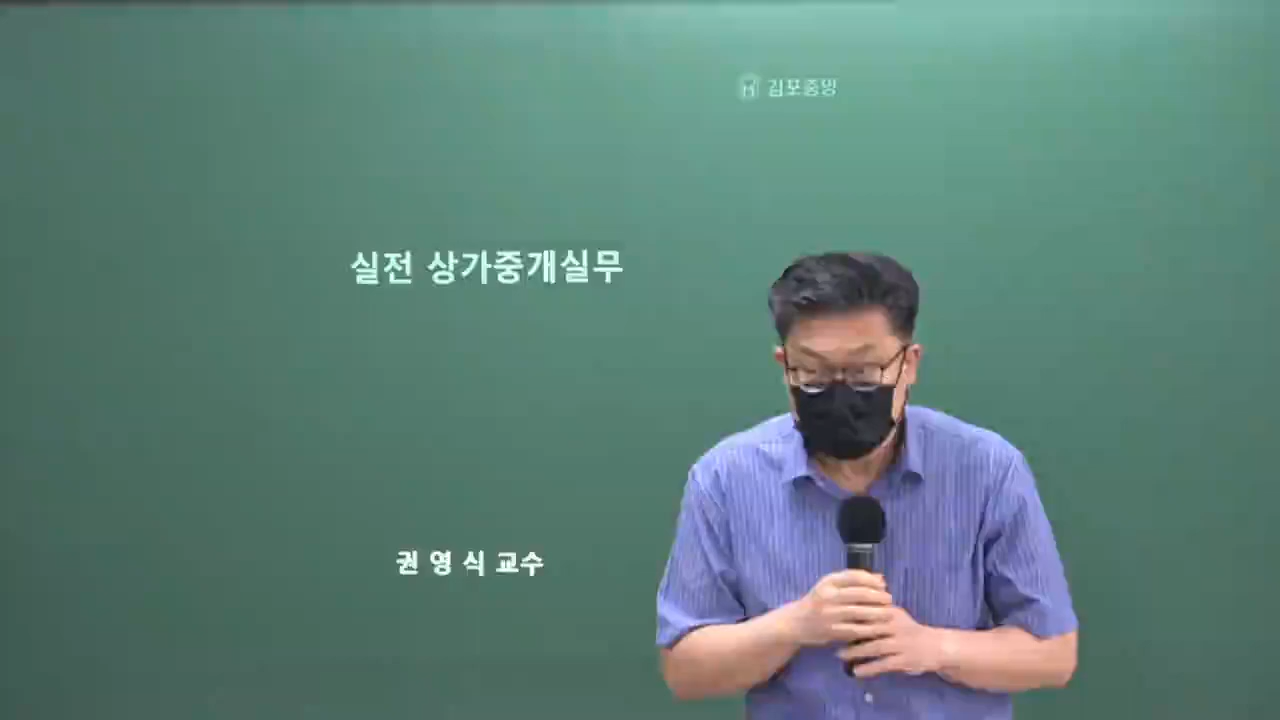 김포중앙
실전 상가중개실무
권 영 식 교수